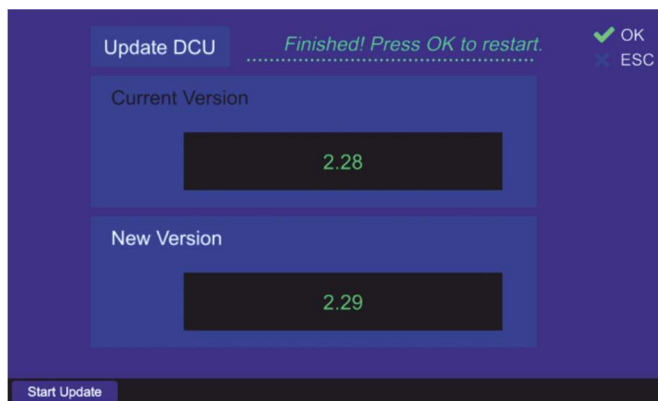 Update DCU
Finished! Press OK to restart.
OK
ESC
Current Version
2.28
New Version
2.29
Start Update